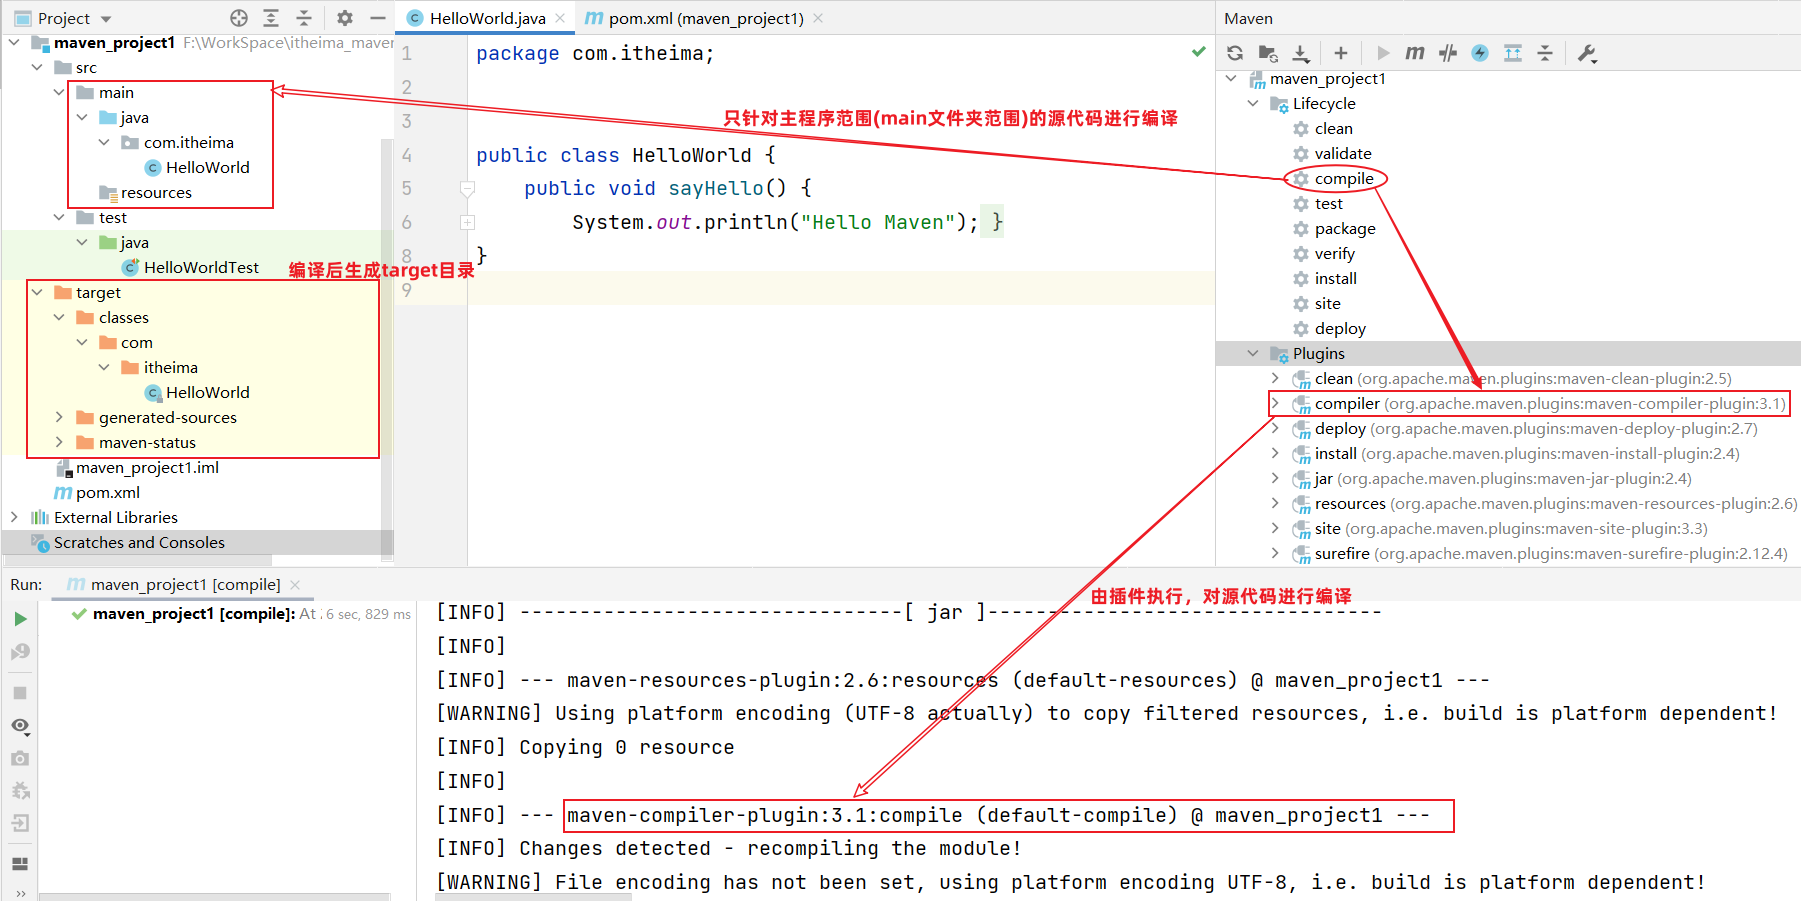 Project
maven_project1 F:\WorkSpace\itheima_maven
src
main
java
com.itheima
HelloWorld
resources
test
java
HelloWorldTest
编译后生成target目录
target
classes
com
itheima
HelloWorld
generated-sources
maven-status
maven_project1.iml
pom.xml
External Libraries
Scratches and Consoles
HelloWorld.java
pom.xml (maven_project1)
1 package com.itheima;
2
3
只针对主程序范围(main文件夹范围)的源代码进行编译
4 public class HelloWorld {
5 public void sayHello() {
6 System.out.println("Hello Maven"); }
8 }
9
Maven
maven_project1
Lifecycle
clean
validate
compile
test
package
verify
install
site
deploy
Plugins
clean (org.apache.maven.plugins:maven-clean-plugin:2.5)
compiler (org.apache.maven.plugins:maven-compiler-plugin:3.1)
deploy (org.apache.maven.plugins:maven-deploy-plugin:2.7)
install (org.apache.maven.plugins:maven-install-plugin:2.4)
jar (org.apache.maven.plugins:maven-jar-plugin:2.4)
resources (org.apache.maven.plugins:maven-resources-plugin:2.6)
site (org.apache.maven.plugins:maven-site-plugin:3.3)
surefire (org.apache.maven.plugins:maven-surefire-plugin:2.12.4)
Run: maven_project1 [compile]
maven_project1 [compile]: At 6 sec, 829 ms
由插件执行，对源代码进行编译
[INFO] --------------------------------[ jar ]---------------------------------
[INFO]
[INFO] --- maven-resources-plugin:2.6:resources (default-resources) @ maven_project1 ---
[WARNING] Using platform encoding (UTF-8 actually) to copy filtered resources, i.e. build is platform dependent!
[INFO] Copying 0 resource
[INFO]
[INFO] --- maven-compiler-plugin:3.1:compile (default-compile) @ maven_project1 ---
[INFO] Changes detected - recompiling the module!
[WARNING] File encoding has not been set, using platform encoding UTF-8, i.e. build is platform dependent!